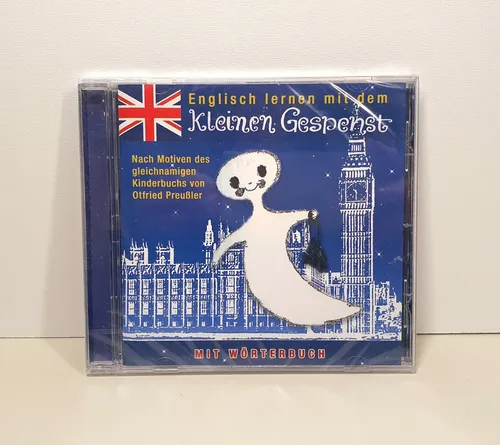 Englisch lernen mit dem
Kleinen Gespenst
Nach Motiven des
gleichnamigen
Kinderbuchs von
Otfried Preußler
MIT WÖRTERBUCH